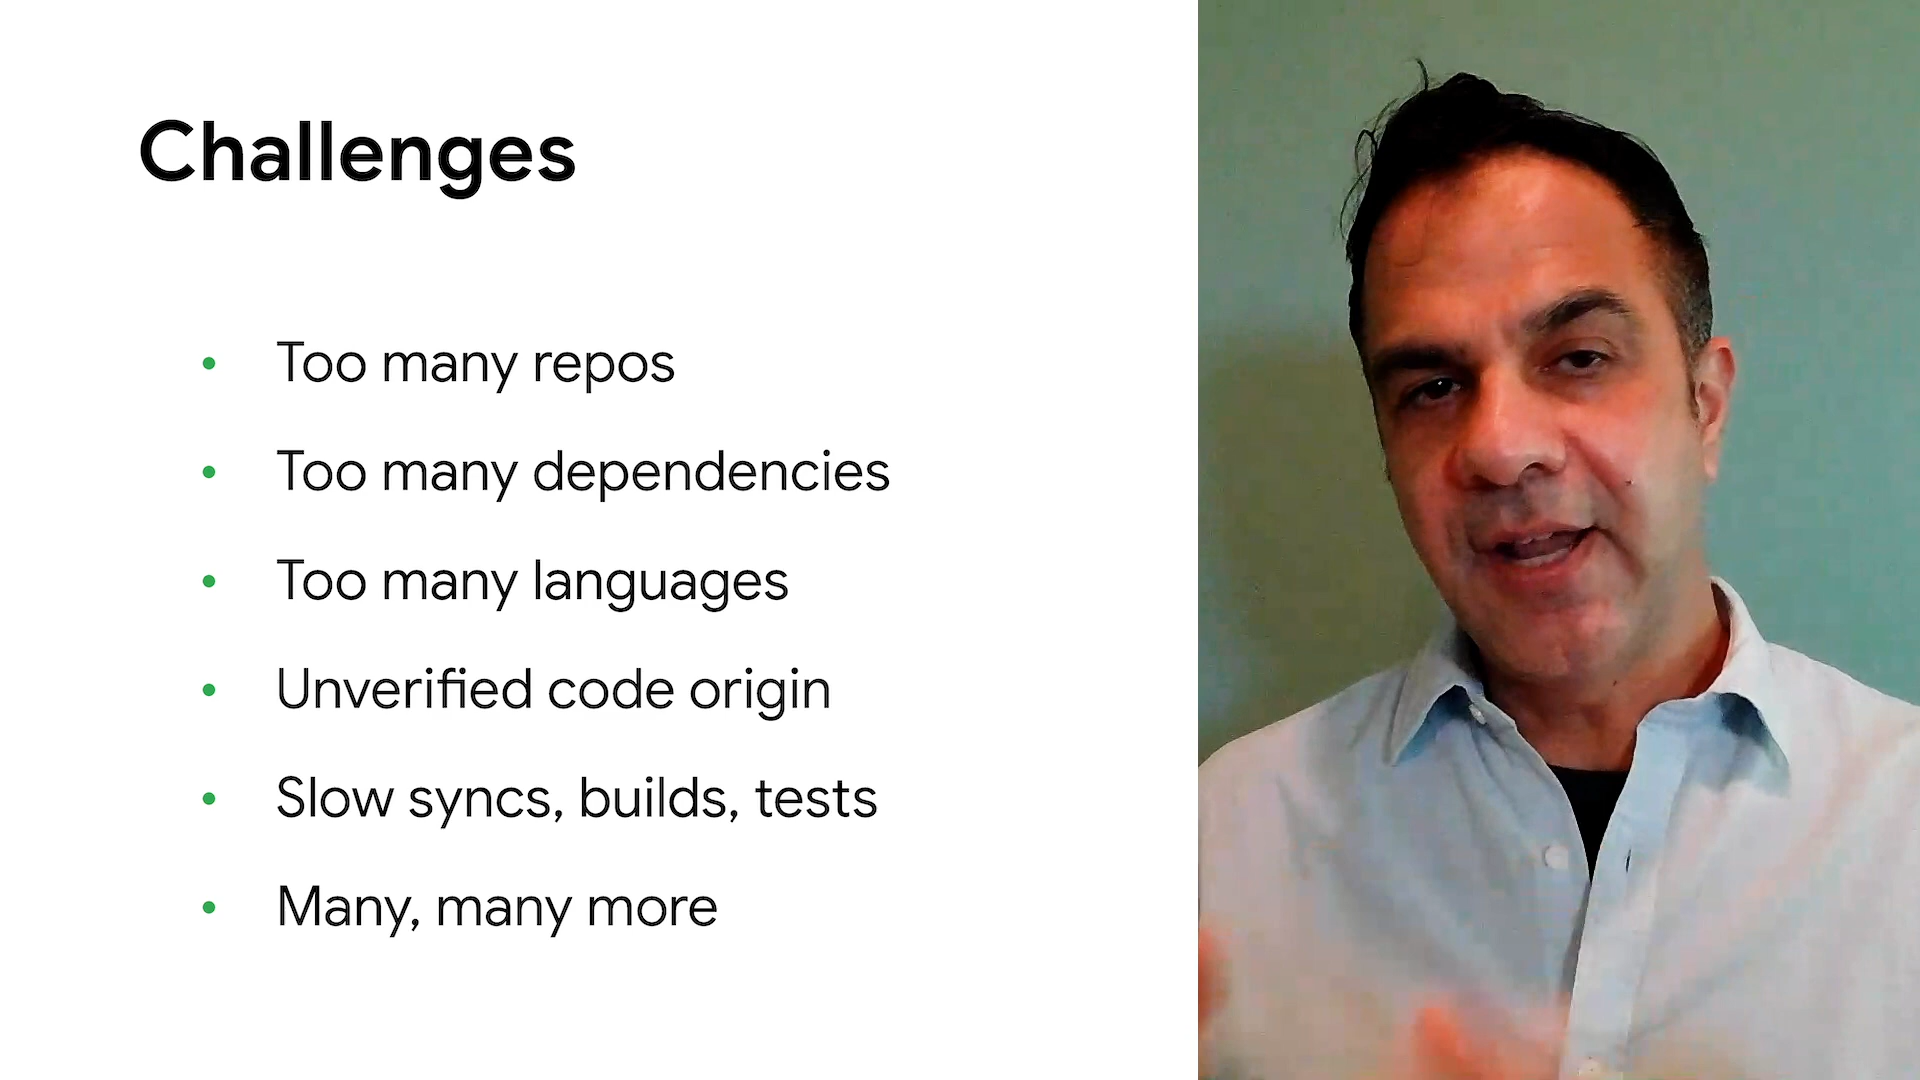 Challenges
Too many repos
Too many dependencies
Too many languages
Unverified code origin
Slow syncs, builds, tests
Many, many more